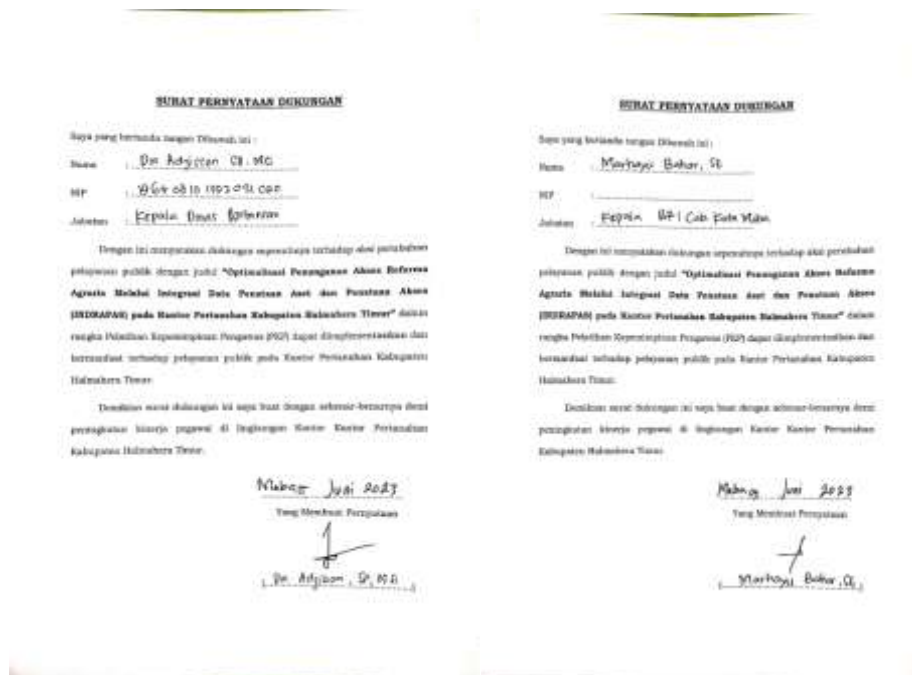 SURAT PERNYATAAN DUKUNGAN
Saya yang bertanda tangan Dibawah ini :
Nama :
NIP :
Jabatan : Kepala Dinas Pertanian
Dengan ini menyatakan dukungan sepenuhnya terhadap aksi perubahan
pelayanan publik dengan judul "Optimalisasi Penanganan Akses Reforma
Agraria Melalui Integrasi Data Penataan Aset dan Penataan Akses
(INDRAPAS) pada Kantor Pertanahan Kabupaten Halmahera Timur" dalam
rangka Pelatihan Kepemimpinan Pengawas (PKP) dapat diimplementasikan dan
bermanfaat terhadap pelayanan publik pada Kantor Pertanahan Kabupaten
Halmahera Timur.
Demikian surat dukungan ini saya buat dengan sebenar-benarnya demi
peningkatan kinerja pegawai di lingkungan Kantor Kantor Pertanahan
Kabupaten Halmahera Timur.
Juni 2023
Yang Membuat Pernyataan
SURAT PERNYATAAN DUKUNGAN
Saya yang bertanda tangan Dibawah ini :
Nama : Marhayu Bahar, SE
NIP :
Jabatan : Kepala BRI Cab
Dengan ini menyatakan dukungan sepenuhnya terhadap aksi perubahan
pelayanan publik dengan judul "Optimalisasi Penanganan Akses Reforma
Agraria Melalui Integrasi Data Penataan Aset dan Penataan Akses
(INDRAPAS) pada Kantor Pertanahan Kabupaten Halmahera Timur" dalam
rangka Pelatihan Kepemimpinan Pengawas (PKP) dapat diimplementasikan dan
bermanfaat terhadap pelayanan publik pada Kantor Pertanahan Kabupaten
Halmahera Timur.
Demikian surat dukungan ini saya buat dengan sebenar-benarnya demi
peningkatan kinerja pegawai di lingkungan Kantor Kantor Pertanahan
Kabupaten Halmahera Timur.
Juni 2023
Yang Membuat Pernyataan
Marhayu Bahar, SE